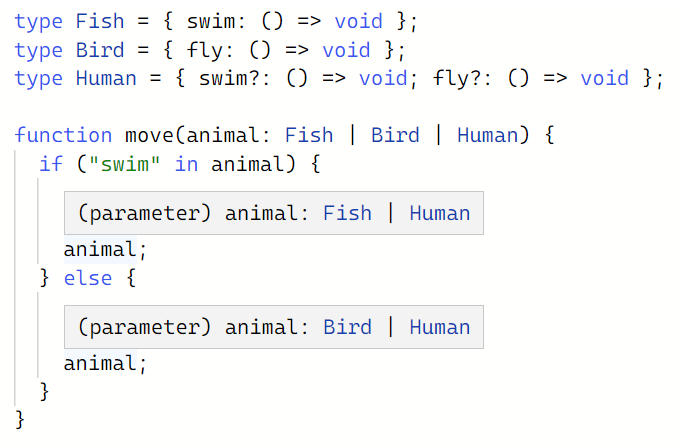 type Fish = { swim: () => void };
type Bird = { fly: () => void };
type Human = { swim?: () => void; fly?: () => void };

function move(animal: Fish | Bird | Human) {
  if ("swim" in animal) {
    (parameter) animal: Fish | Human
    animal;
  } else {
    (parameter) animal: Bird | Human
    animal;
  }
}